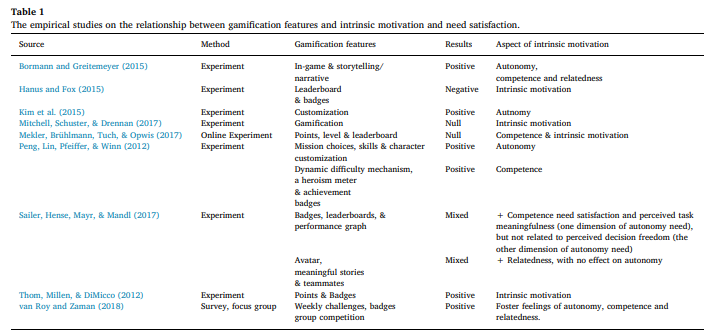 Table 1
The empirical studies on the relationship between gamification features and intrinsic motivation and need satisfaction.
Source Method Gamification features Results Aspect of intrinsic motivation
Bormann and Greitemeyer (2015) Experiment In-game & storytelling/ Positive Autonomy,
narrative competence and relatedness
Hanus and Fox (2015) Experiment Leaderboard Negative Intrinsic motivation
& badges
Kim et al. (2015) Experiment Customization Positive Autnomy
Mitchell, Schuster, & Drennan (2017) Experiment Gamification Null Intrinsic motivation
Mekler, Brühlmann, Tuch, & Opwis (2017) Online Experiment Points, level & leaderboard Null Competence & intrinsic motivation
Peng, Lin, Pfeiffer, & Winn (2012) Experiment Mission choices, skills & character Positive Autonomy
customization
Dynamic difficulty mechanism, Positive Competence
a heroism meter
& achievement
badges
Sailer, Hense, Mayr, & Mandl (2017) Experiment Badges, leaderboards, & Mixed + Competence need satisfaction and perceived task
performance graph meaningfulness (one dimension of autonomy need),
but not related to perceived decision freedom (the
other dimension of autonomy need)
Avatar, Mixed + Relatedness, with no effect on autonomy
meaningful stories
& teammates
Thom, Millen, & DiMicco (2012) Experiment Points & Badges Positive Intrinsic motivation
van Roy and Zaman (2018) Survey, focus group Weekly challenges, badges Positive Foster feelings of autonomy, competence and
group competition relatedness.